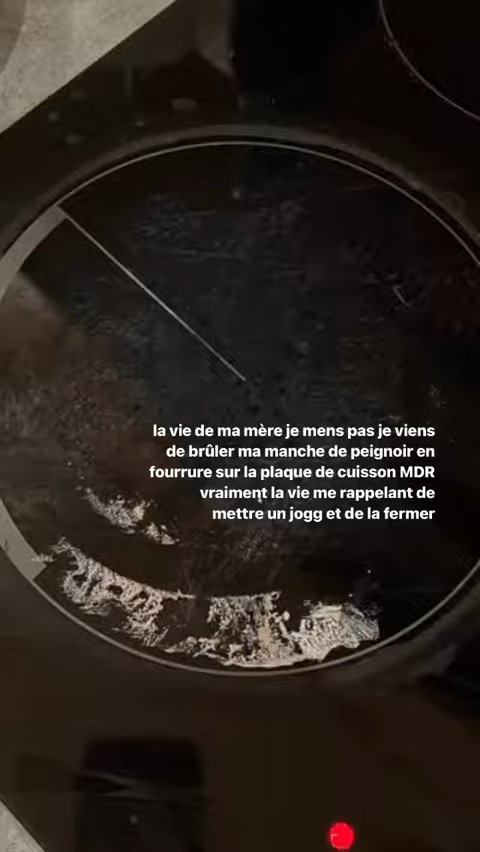 la vie de ma mère je mens pas je viens
de brûler ma manche de peignoir en
fourrure sur la plaque de cuisson MDR
vraiment la vie me rappelant de
mettre un jogg et de la fermer